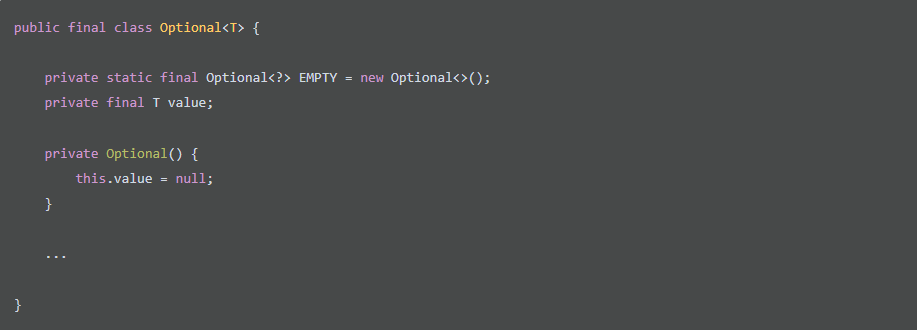 public final class Optional<T> {
private static final Optional<?> EMPTY = new Optional<>();
private final T value;
private Optional() {
this.value = null;
}
...
}